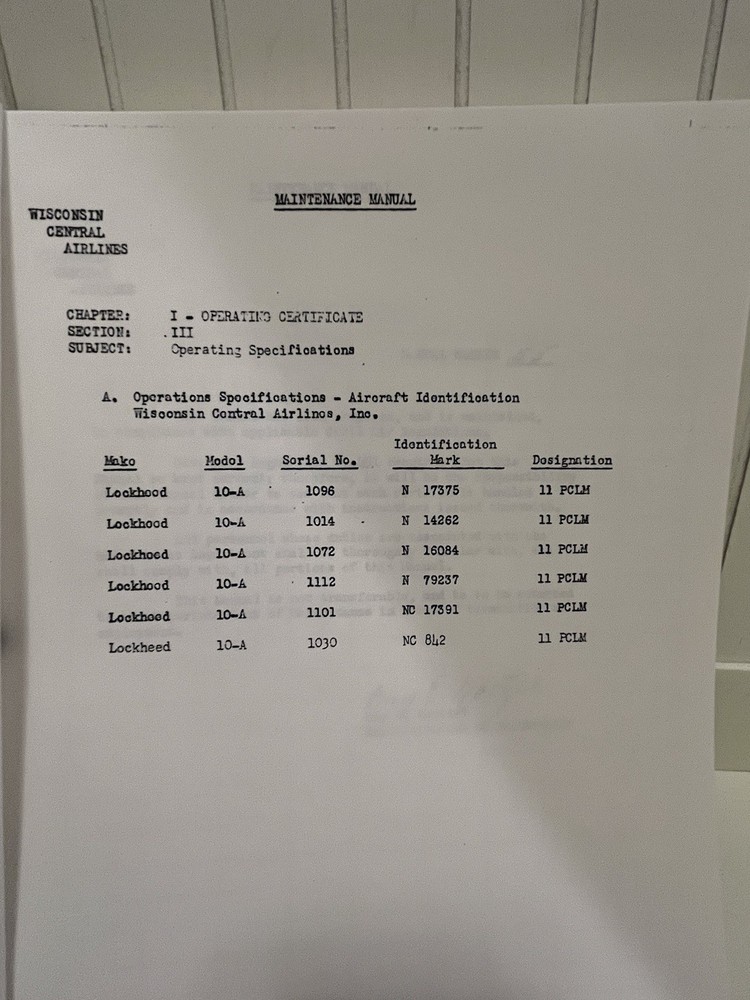 MAINTENANCE MANUAL
WISCONSIN
CENTRAL
AIRLINES
CHAPTER: I - OPERATING CERTIFICATE
SECTION: III
SUBJECT: Operating Specifications
A. Operations Specifications - Aircraft Identification
Wisconsin Central Airlines, Inc.
Make Model Serial No. Identification Mark Designation
Lockheed 10-A 1096 N 17375 11 PCLM
Lockheed 10-A 1014 N 14262 11 PCLM
Lockheed 10-A 1072 N 16084 11 PCLM
Lockheed 10-A 1112 N 79237 11 PCLM
Lockheed 10-A 1101 NC 17391 11 PCLM
Lockheed 10-A 1030 NC 842 11 PCLM